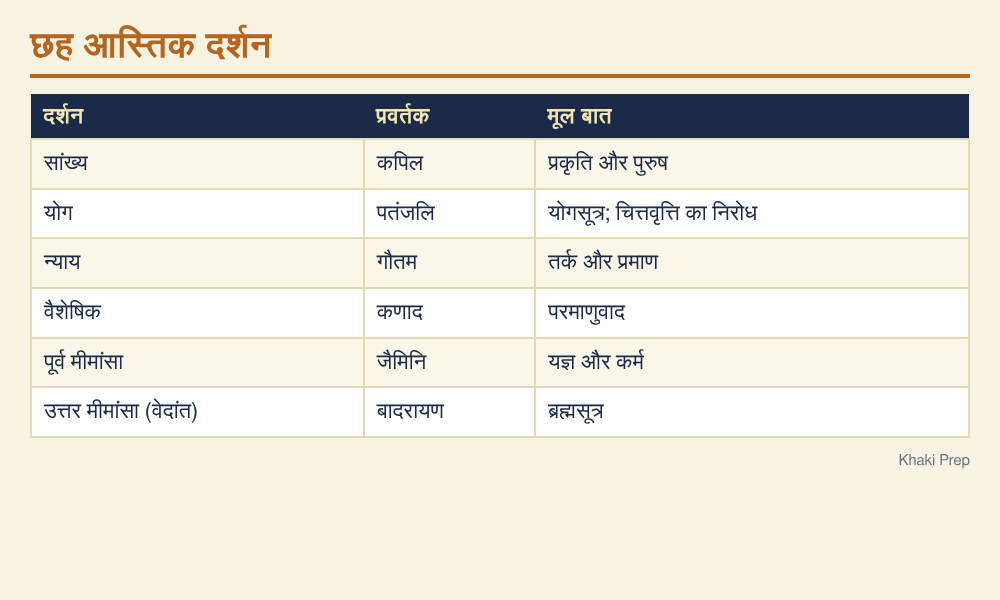 छह आस्तिक दर्शन
दर्शन प्रवर्तक मूल बात
सांख्य कपिल प्रकृति और पुरुष
योग पतंजलि योगसूत्र; चित्तवृत्ति का निरोध
न्याय गौतम तर्क और प्रमाण
वैशेषिक कणाद परमाणुवाद
पूर्व मीमांसा जैमिनि यज्ञ और कर्म
उत्तर मीमांसा (वेदांत) बादरायण ब्रह्मसूत्र
Khaki Prep